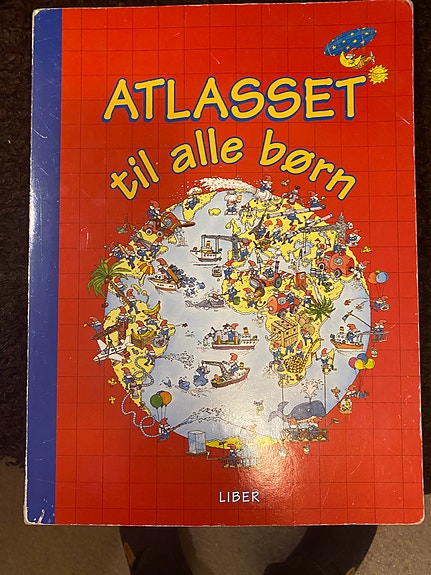 ATLASSET
til alle børn
LIBER